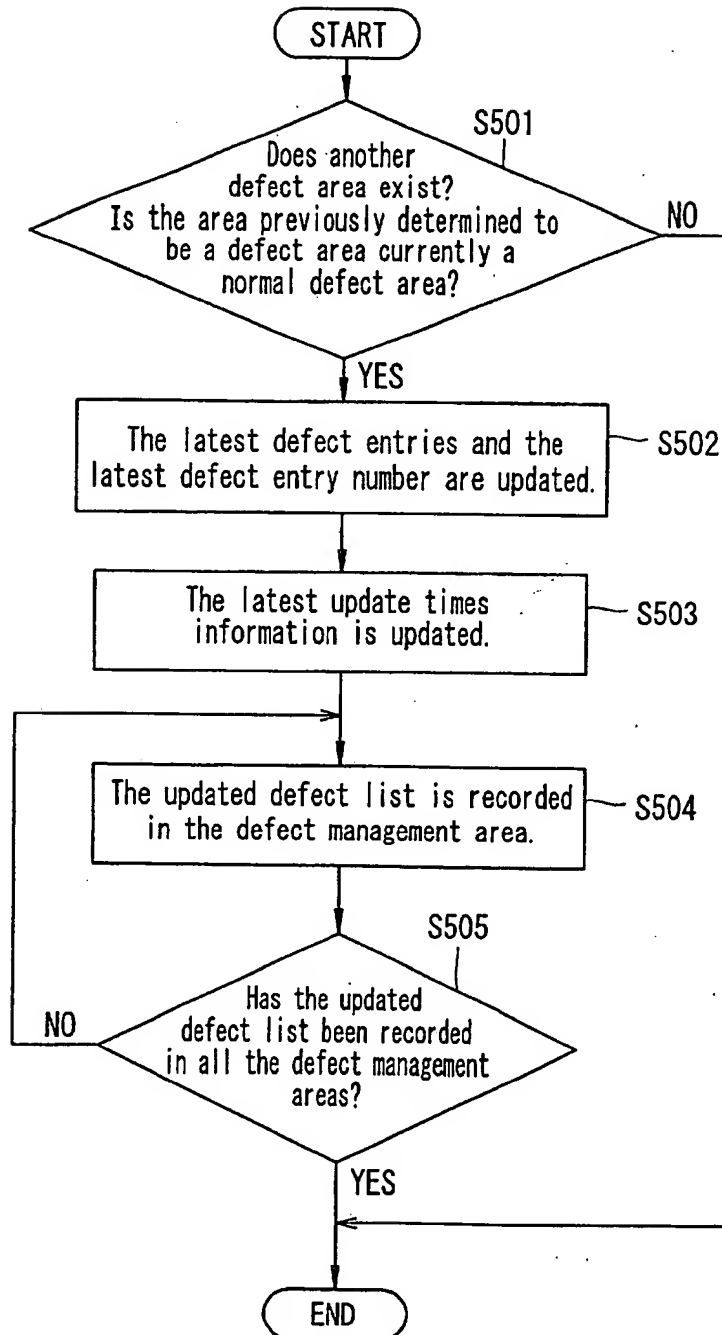 START
S501
Does another
defect area exist?
Is the area previously determined to
be a defect area currently a
normal defect area?
NO
YES
The latest defect entries and the
latest defect entry number are updated.
S502
The latest update times
information is updated.
S503
The updated defect list is recorded
in the defect management area.
S504
S505
Has the updated
defect list been recorded
in all the defect management
areas?
NO
YES
END